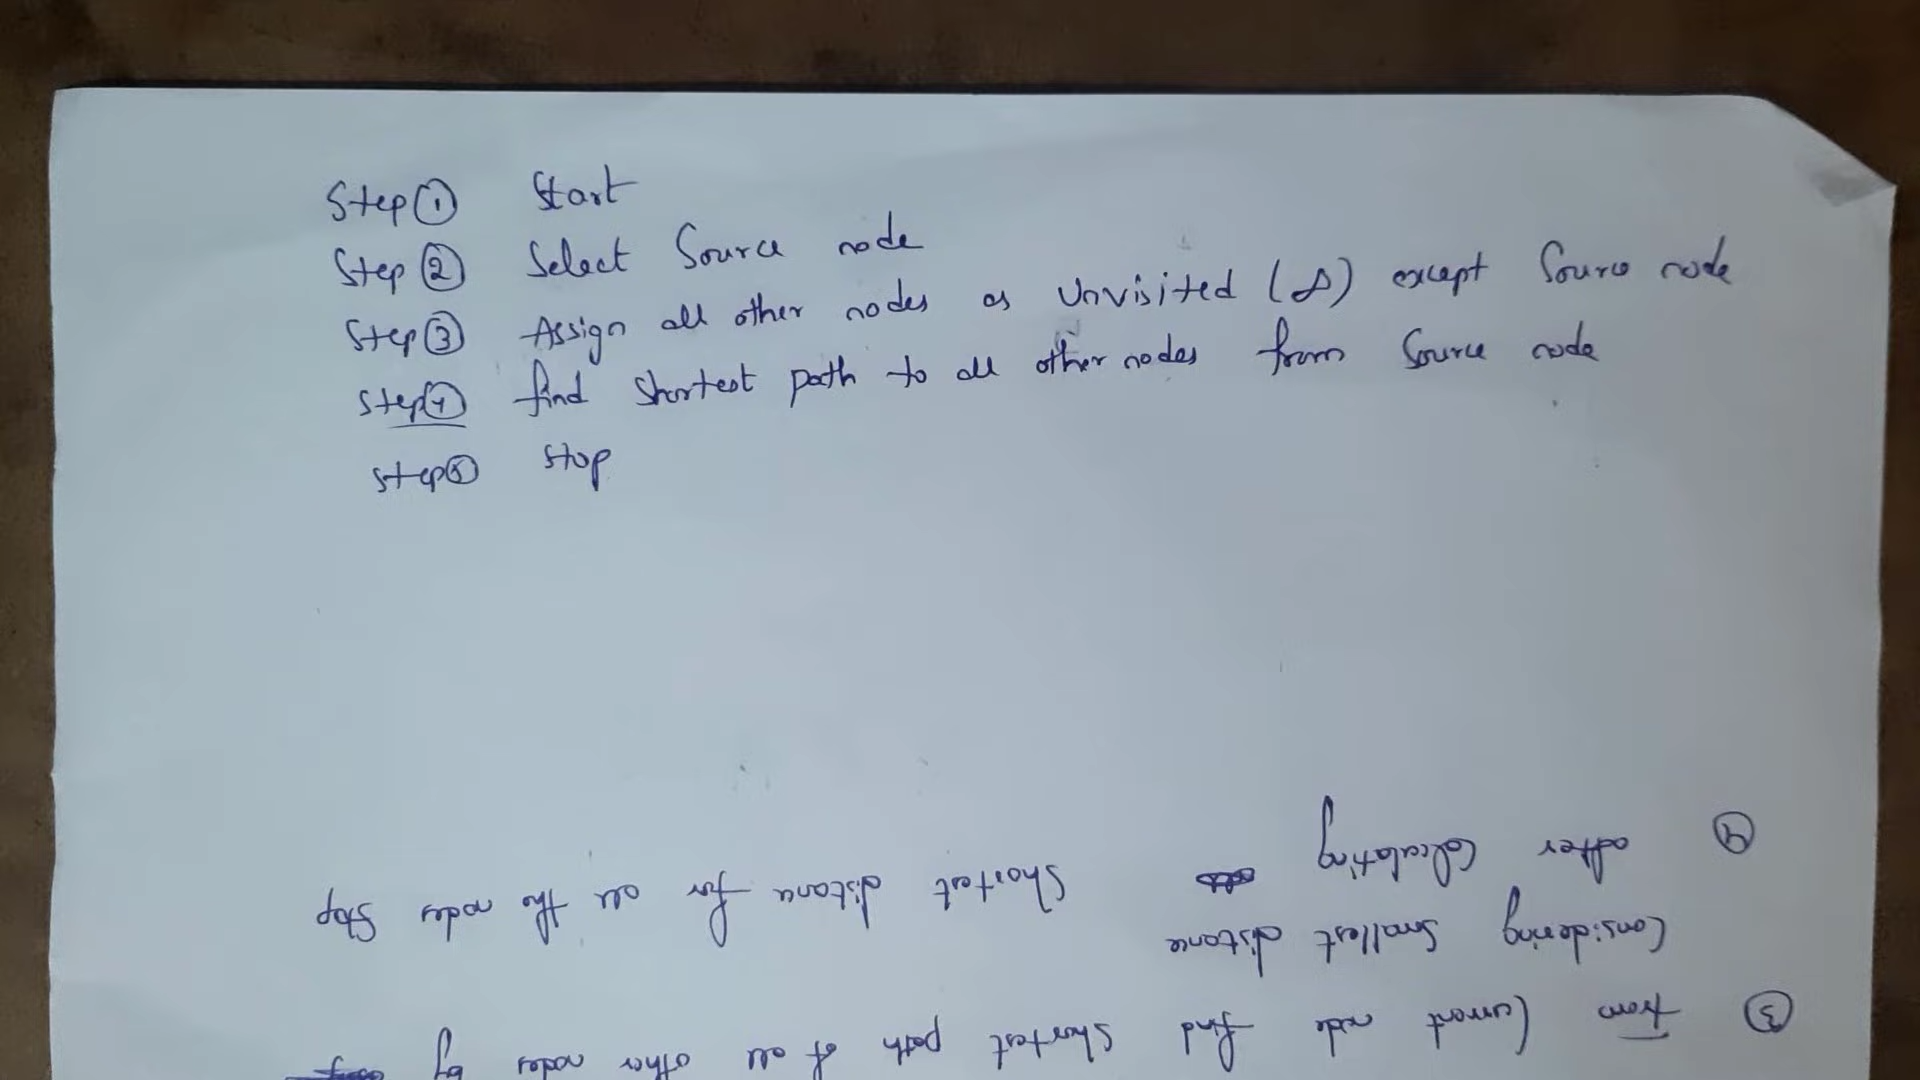 Step ① Start
Step ② Select Source node
Step ③ Assign all other nodes as Unvisited (∞) except Source node
Step ④ find Shortest path to all other nodes from Source node
Step ⑤ Stop
③ From Current node find shortest path of all other nodes by
Considering smallest distance
④ after Calculating shortest distance for all the nodes Stop